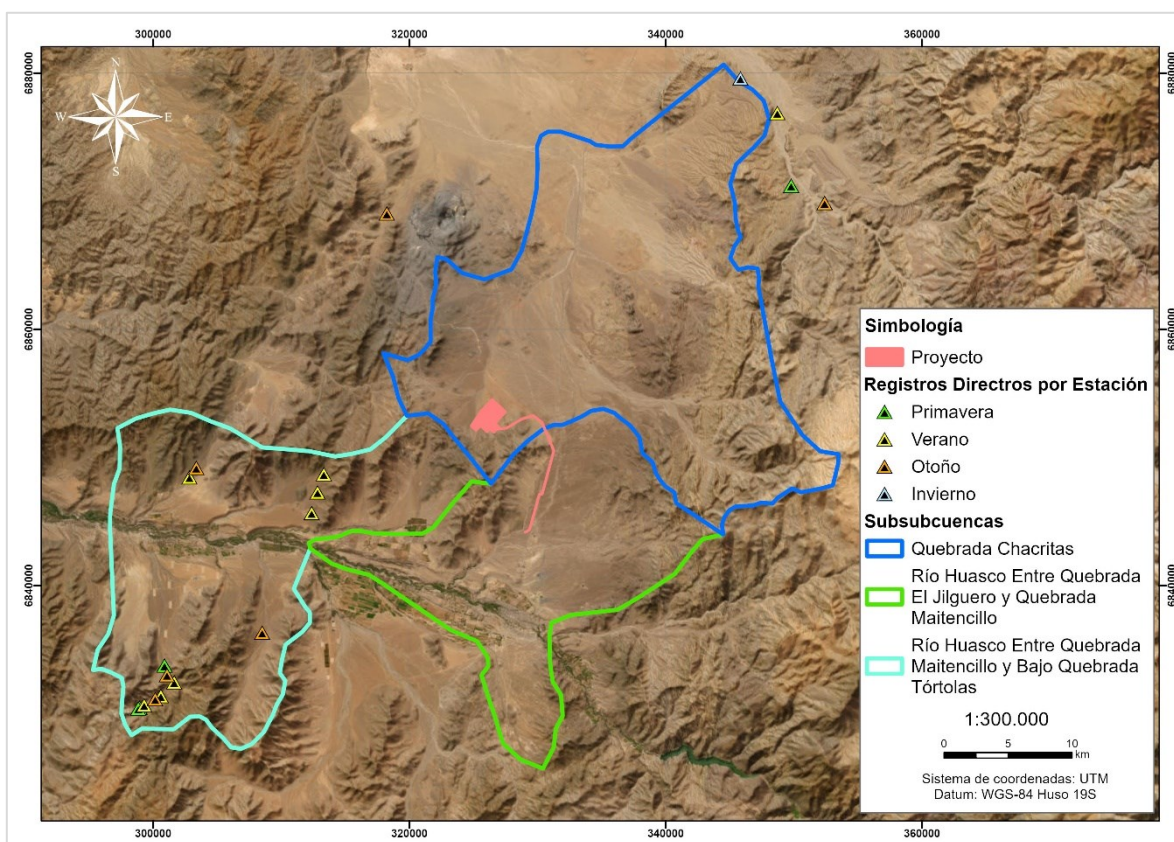 300000 320000 340000 360000
6880000 6880000
N
W E
S
6860000 6860000
6840000 6840000
Simbología
Proyecto
Registros Directros por Estación
Primavera
Verano
Otoño
Invierno
Subsubcuencas
Quebrada Chacritas
Río Huasco Entre Quebrada
El Jilguero y Quebrada
Maitencillo
Río Huasco Entre Quebrada
Maitencillo y Bajo Quebrada
Tórtolas
1:300.000
0 5 10
km
Sistema de coordenadas: UTM
Datum: WGS-84 Huso 19S
300000 320000 340000 360000